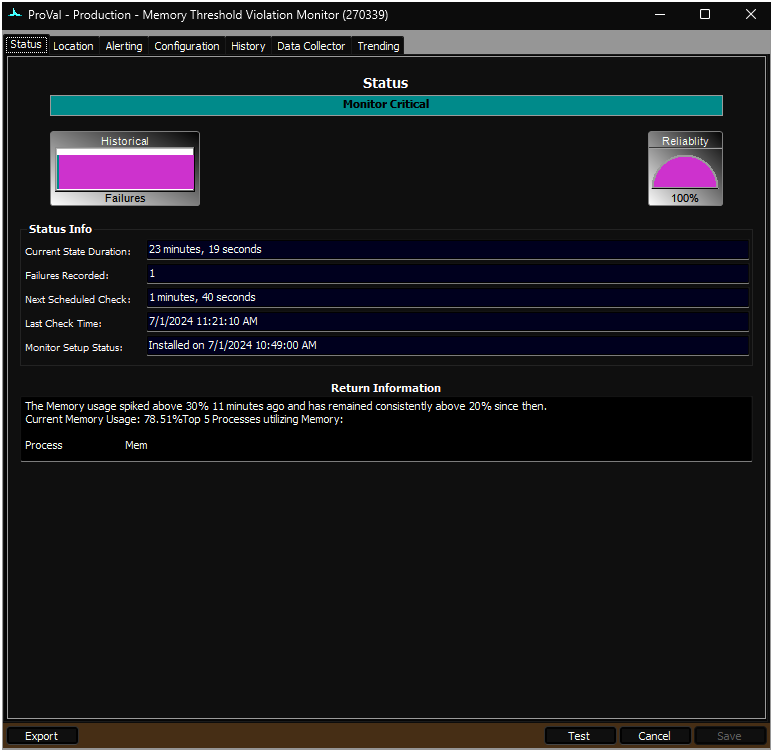 ProVal - Production - Memory Threshold Violation Monitor (270339)
Status Location Alerting Configuration History Data Collector Trending
Status
Monitor Critical
Historical
Failures
Reliablity
100%
Status Info
Current State Duration: 23 minutes, 19 seconds
Failures Recorded: 1
Next Scheduled Check: 1 minutes, 40 seconds
Last Check Time: 7/1/2024 11:21:10 AM
Monitor Setup Status: Installed on 7/1/2024 10:49:00 AM
Return Information
The Memory usage spiked above 30% 11 minutes ago and has remained consistently above 20% since then.
Current Memory Usage: 78.51%Top 5 Processes utilizing Memory:
Process Mem
Export Test Cancel Save